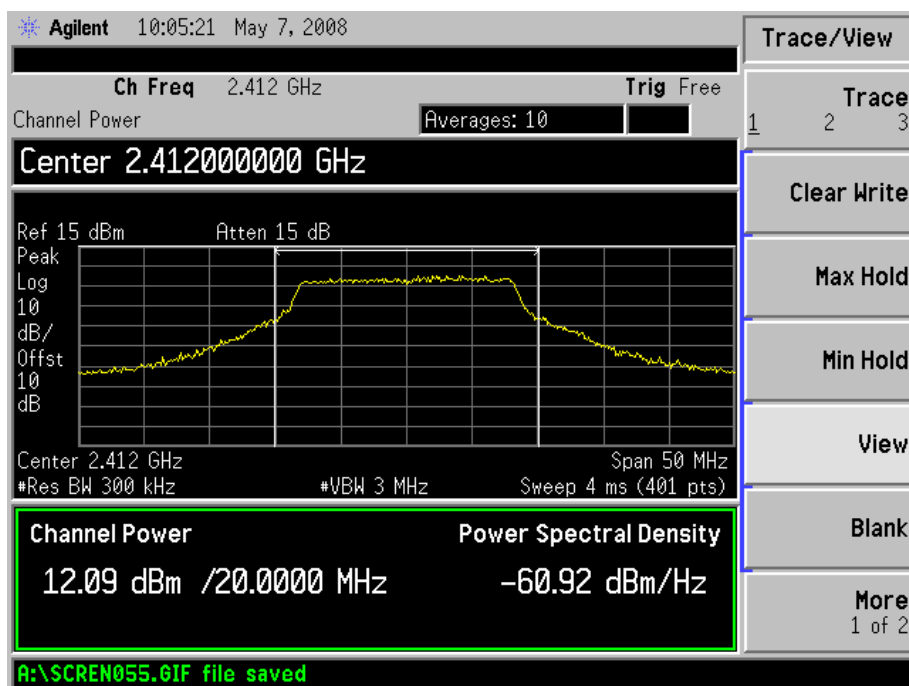 Agilent 10:05:21 May 7, 2008
Trace/View
Ch Freq 2.412 GHz Trig Free
Channel Power Averages: 10
Trace
1 2 3
Center 2.412000000 GHz
Clear Write
Ref 15 dBm Atten 15 dB
Peak
Log
10
dB/
Offst
10
dB
Max Hold
Min Hold
View
Center 2.412 GHz Span 50 MHz
#Res BW 300 kHz #VBW 3 MHz Sweep 4 ms (401 pts)
Channel Power Power Spectral Density
12.09 dBm /20.0000 MHz -60.92 dBm/Hz
Blank
More
1 of 2
A:\SCREN055.GIF file saved